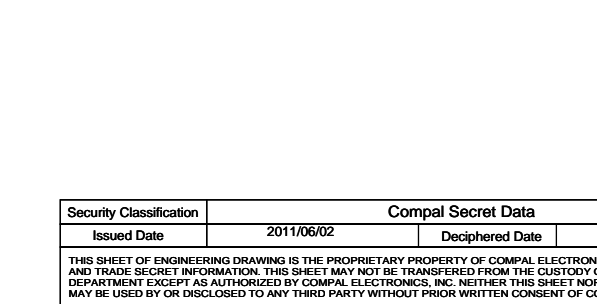 Security Classification Compal Secret Data
Issued Date 2011/06/02 Deciphered Date
THIS SHEET OF ENGINEERING DRAWING IS THE PROPRIETARY PROPERTY OF COMPAL ELECTRON
AND TRADE SECRET INFORMATION. THIS SHEET MAY NOT BE TRANSFERED FROM THE CUSTODY
DEPARTMENT EXCEPT AS AUTHORIZED BY COMPAL ELECTRONICS, INC. NEITHER THIS SHEET NOR
MAY BE USED BY OR DISCLOSED TO ANY THIRD PARTY WITHOUT PRIOR WRITTEN CONSENT OF